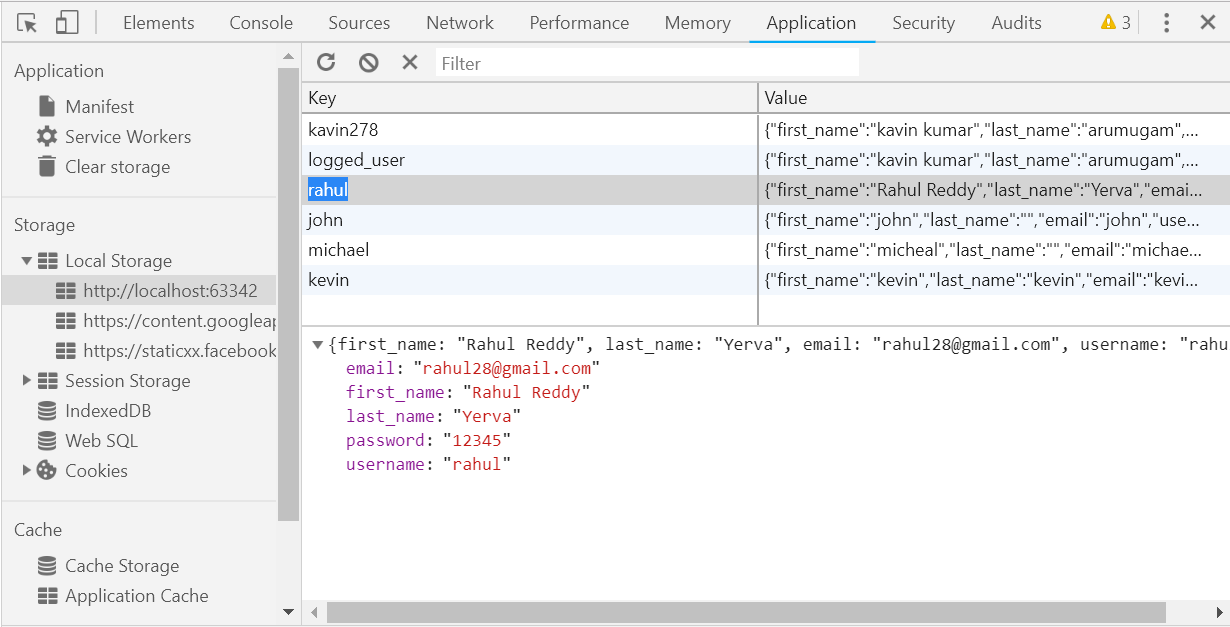 Elements Console Sources Network Performance Memory Application Security Audits 3
Application
Manifest
Service Workers
Clear storage
Storage
Local Storage
http://localhost:63342
https://content.googleap
https://staticxx.facebook
Session Storage
IndexedDB
Web SQL
Cookies
Cache
Cache Storage
Application Cache
Filter
Key Value
kavin278 {"first_name":"kavin kumar","last_name":"arumugam",...
logged_user {"first_name":"kavin kumar","last_name":"arumugam",...
rahul {"first_name":"Rahul Reddy","last_name":"Yerva","emai...
john {"first_name":"john","last_name":"","email":"john","use...
michael {"first_name":"micheal","last_name":"","email":"michae...
kevin {"first_name":"kevin","last_name":"kevin","email":"kevi...
{first_name: "Rahul Reddy", last_name: "Yerva", email: "rahul28@gmail.com", username: "rahu
email: "rahul28@gmail.com"
first_name: "Rahul Reddy"
last_name: "Yerva"
password: "12345"
username: "rahul"